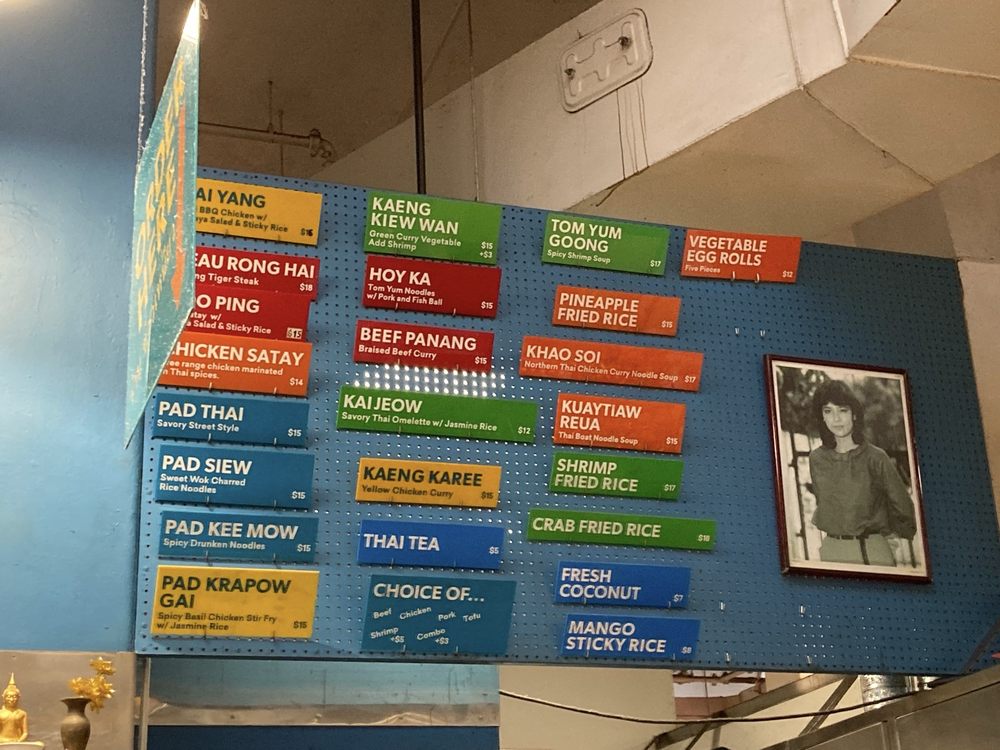 AI YANG
BBQ Chicken w/
aya Salad & Sticky Rice $16
EAU RONG HAI
ng Tiger Steak $18
O PING
atay w/
a Salad & Sticky Rice $15
CHICKEN SATAY
ree range chicken marinated
n Thai spices. $14
PAD THAI
Savory Street Style $15
PAD SIEW
Sweet Wok Charred
Rice Noodles $15
PAD KEE MOW
Spicy Drunken Noodles $15
PAD KRAPOW
GAI
Spicy Basil Chicken Stir Fry
w/ Jasmine Rice $15
KAENG
KIEW WAN
Green Curry Vegetable $15
Add Shrimp +$3
HOY KA
Tom Yum Noodles
w/ Pork and Fish Ball $15
BEEF PANANG
Braised Beef Curry $15
KAI JEOW
Savory Thai Omelette w/ Jasmine Rice $12
KAENG KAREE
Yellow Chicken Curry $15
THAI TEA $5
CHOICE OF...
Beef Chicken Pork Tofu
Shrimp +$5 Combo +$3
TOM YUM
GOONG
Spicy Shrimp Soup $17
PINEAPPLE
FRIED RICE $15
KHAO SOI
Northern Thai Chicken Curry Noodle Soup $17
KUAYTIAW
REUA
Thai Boat Noodle Soup $15
SHRIMP
FRIED RICE $17
CRAB FRIED RICE $18
FRESH
COCONUT $7
MANGO
STICKY RICE $8
VEGETABLE
EGG ROLLS
Five Pieces $12